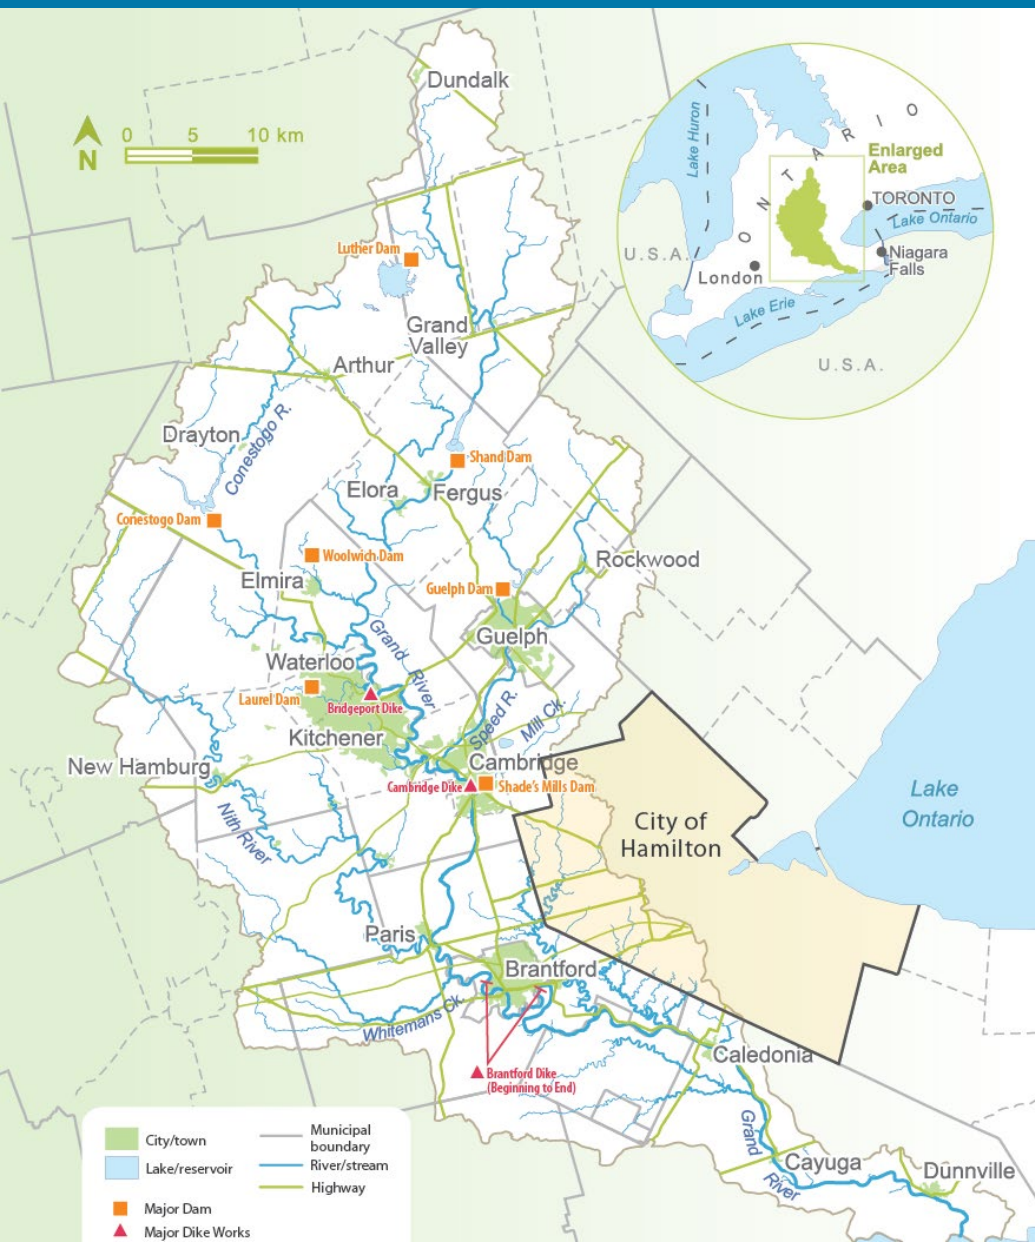 Dundalk
0 5 10 km
N
Lake Huron
ONTARIO
Enlarged
Area
TORONTO
Lake Ontario
U.S.A.
Niagara
Falls
London
Lake Erie
U.S.A.
Luther Dam
Grand
Valley
Arthur
Drayton
Conestogo R.
Shand Dam
Elora
Fergus
Conestogo Dam
Woolwich Dam
Rockwood
Elmira
Guelph Dam
Guelph
Grand River
Waterloo
Laurel Dam
Bridgeport Dike
Speed R.
Mill Ck.
Kitchener
New Hamburg
Cambridge
Cambridge Dike
Shade's Mills Dam
Lake
Ontario
City of
Hamilton
Nith River
Paris
Brantford
Whitemans Ck.
Caledonia
Brantford Dike
(Beginning to End)
Grand
River
Cayuga
Dunnville
City/town
Municipal
boundary
Lake/reservoir
River/stream
Highway
Major Dam
Major Dike Works